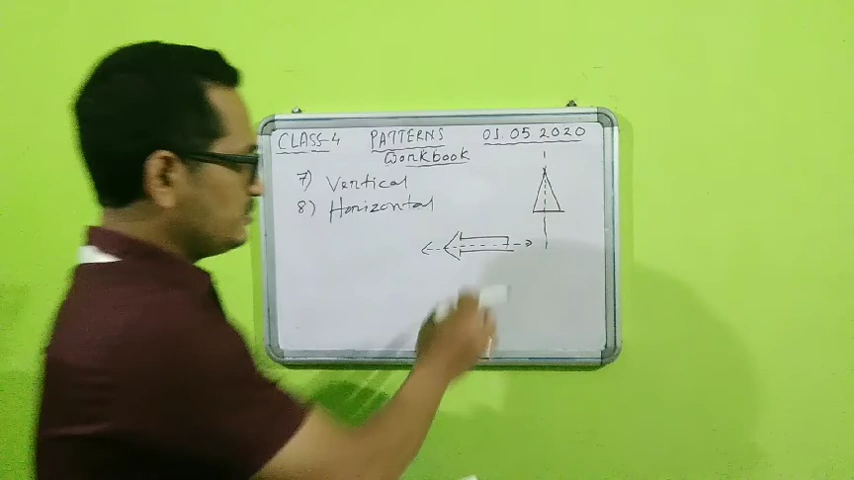 CLASS-4 PATTERNS 01.05.2020
Workbook
7) Vertical
8) Horizontal